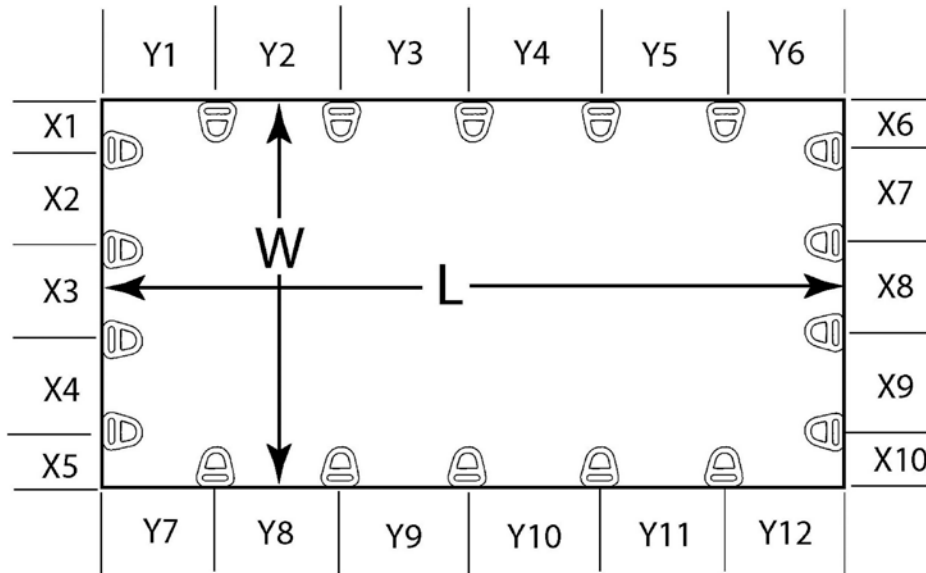 Y1 Y2 Y3 Y4 Y5 Y6
X1 X6
X2 X7
W
X3 L X8
X4 X9
X5 X10
Y7 Y8 Y9 Y10 Y11 Y12